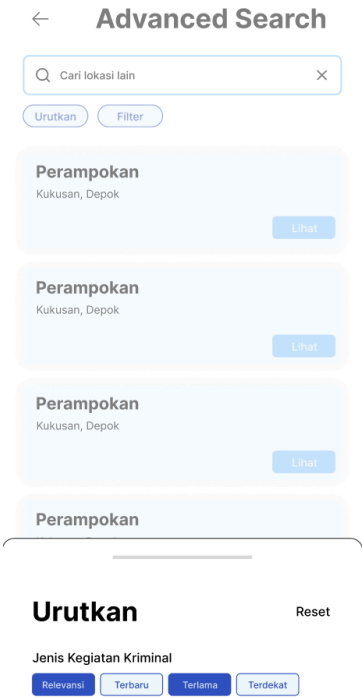 Advanced Search
Cari lokasi lain
Urutkan Filter
Perampokan
Kukusan, Depok
Lihat
Perampokan
Kukusan, Depok
Lihat
Perampokan
Kukusan, Depok
Lihat
Perampokan
Urutkan
Reset
Jenis Kegiatan Kriminal
Relevansi Terbaru Terlama Terdekat